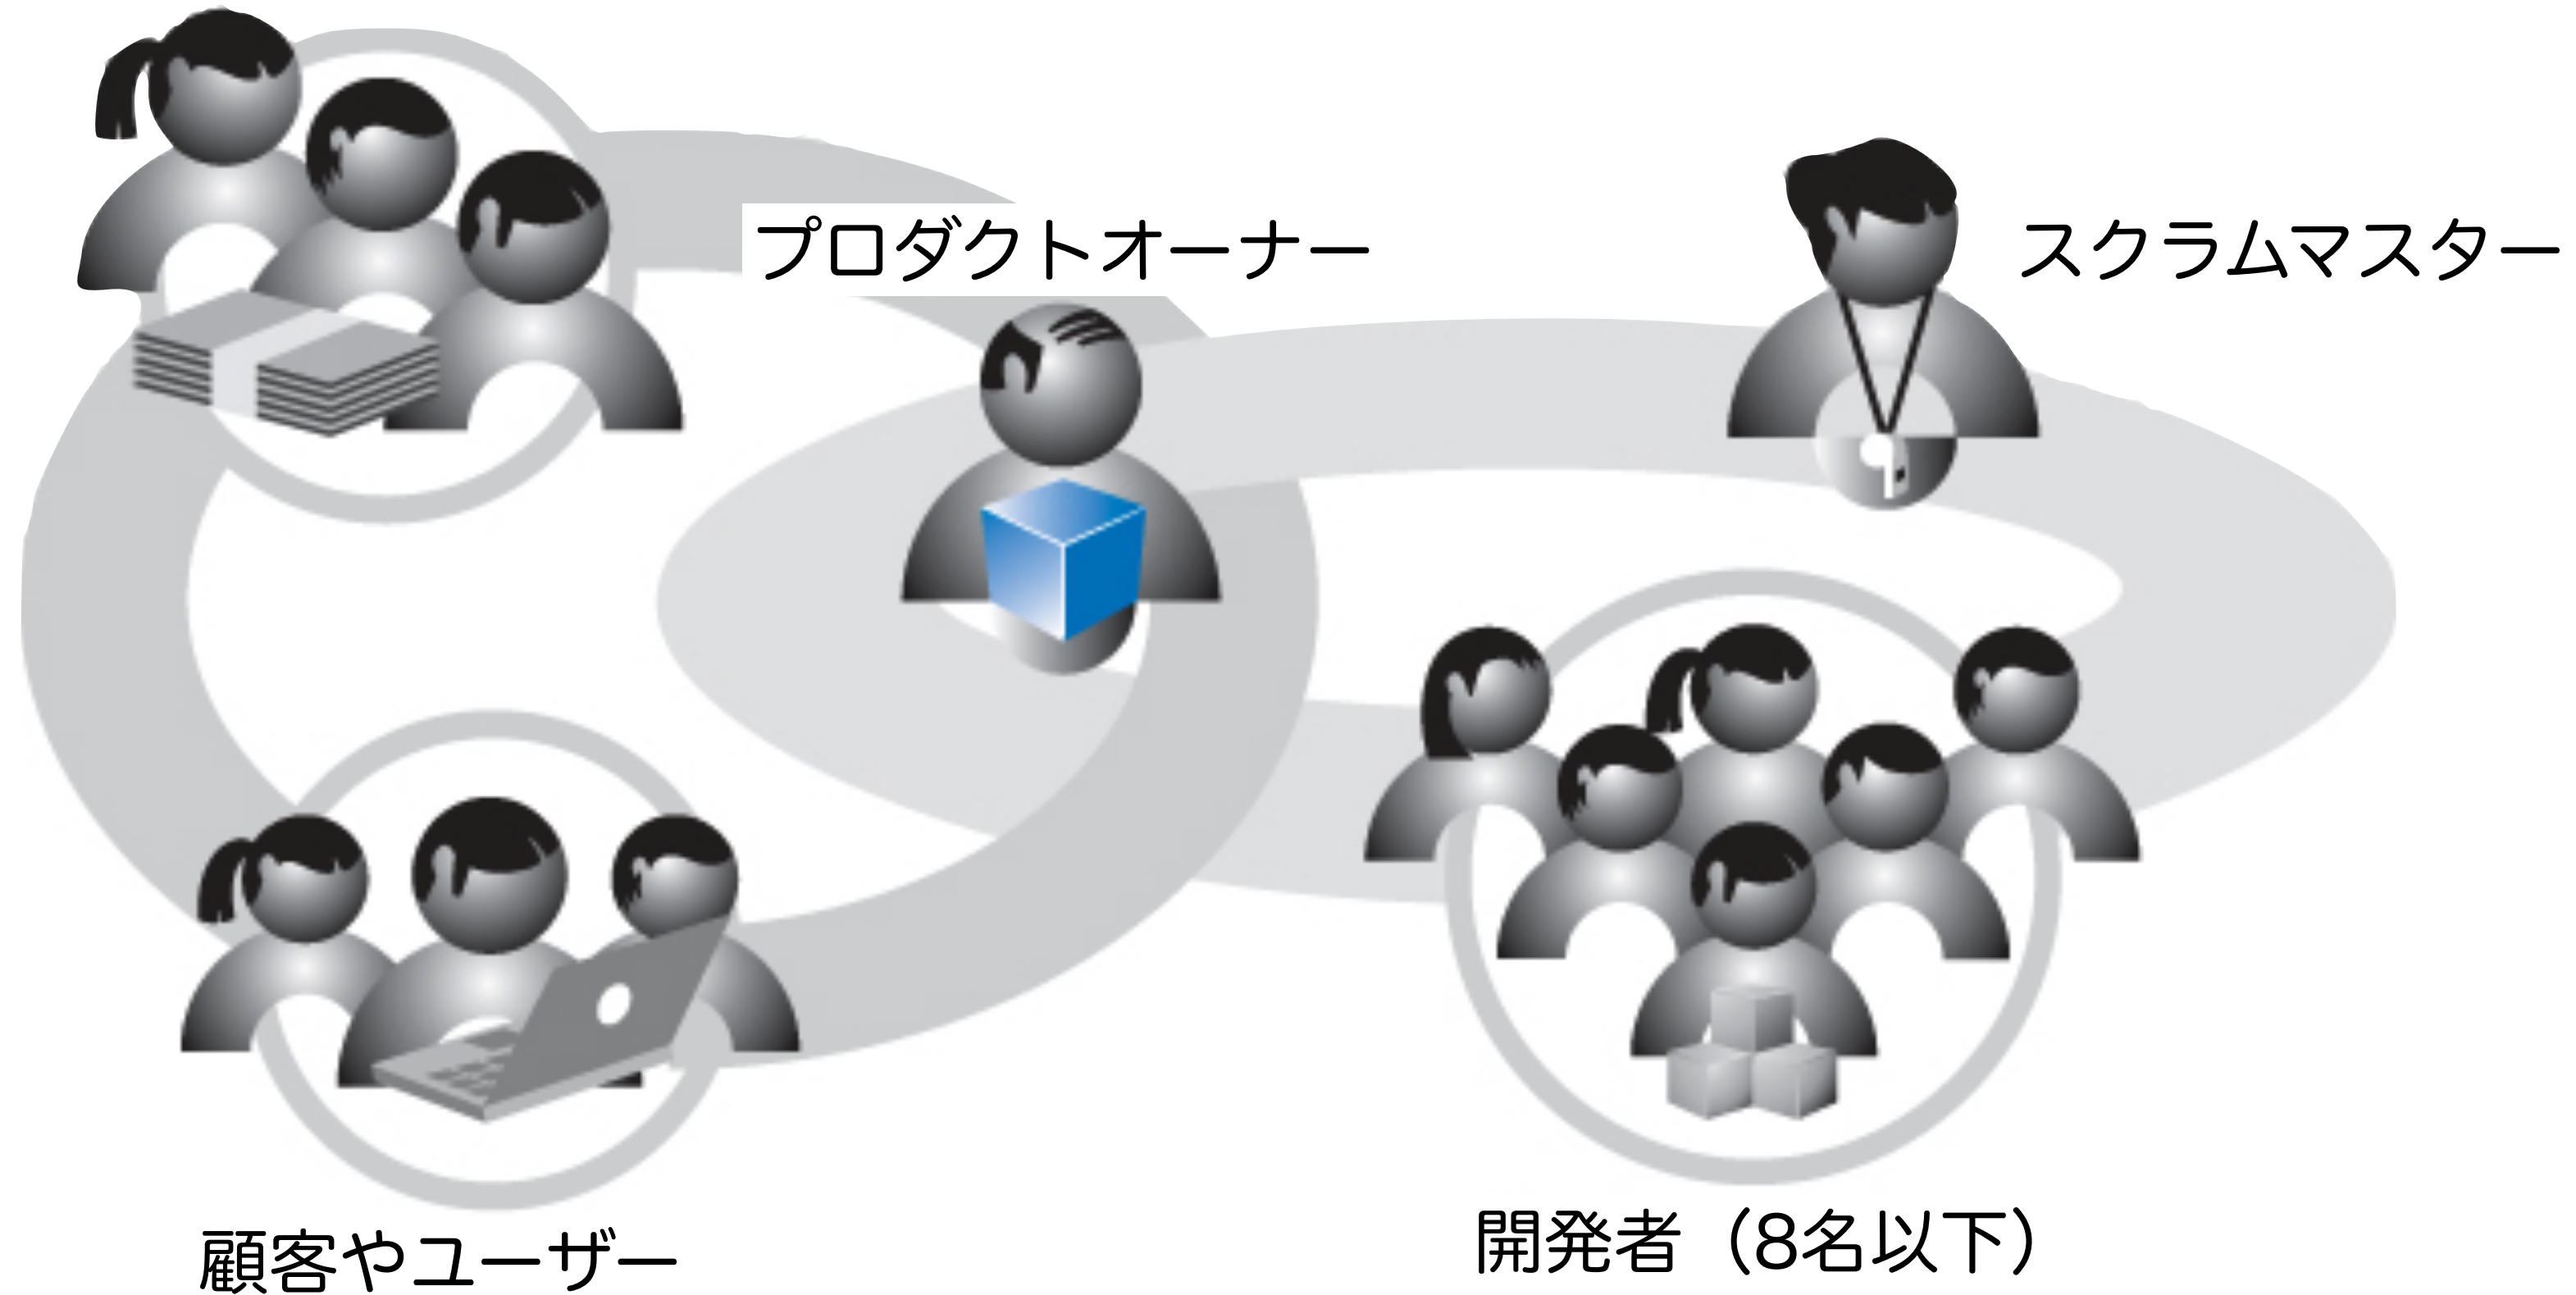 プロダクトオーナー
スクラムマスター
顧客やユーザー
開発者（8名以下）